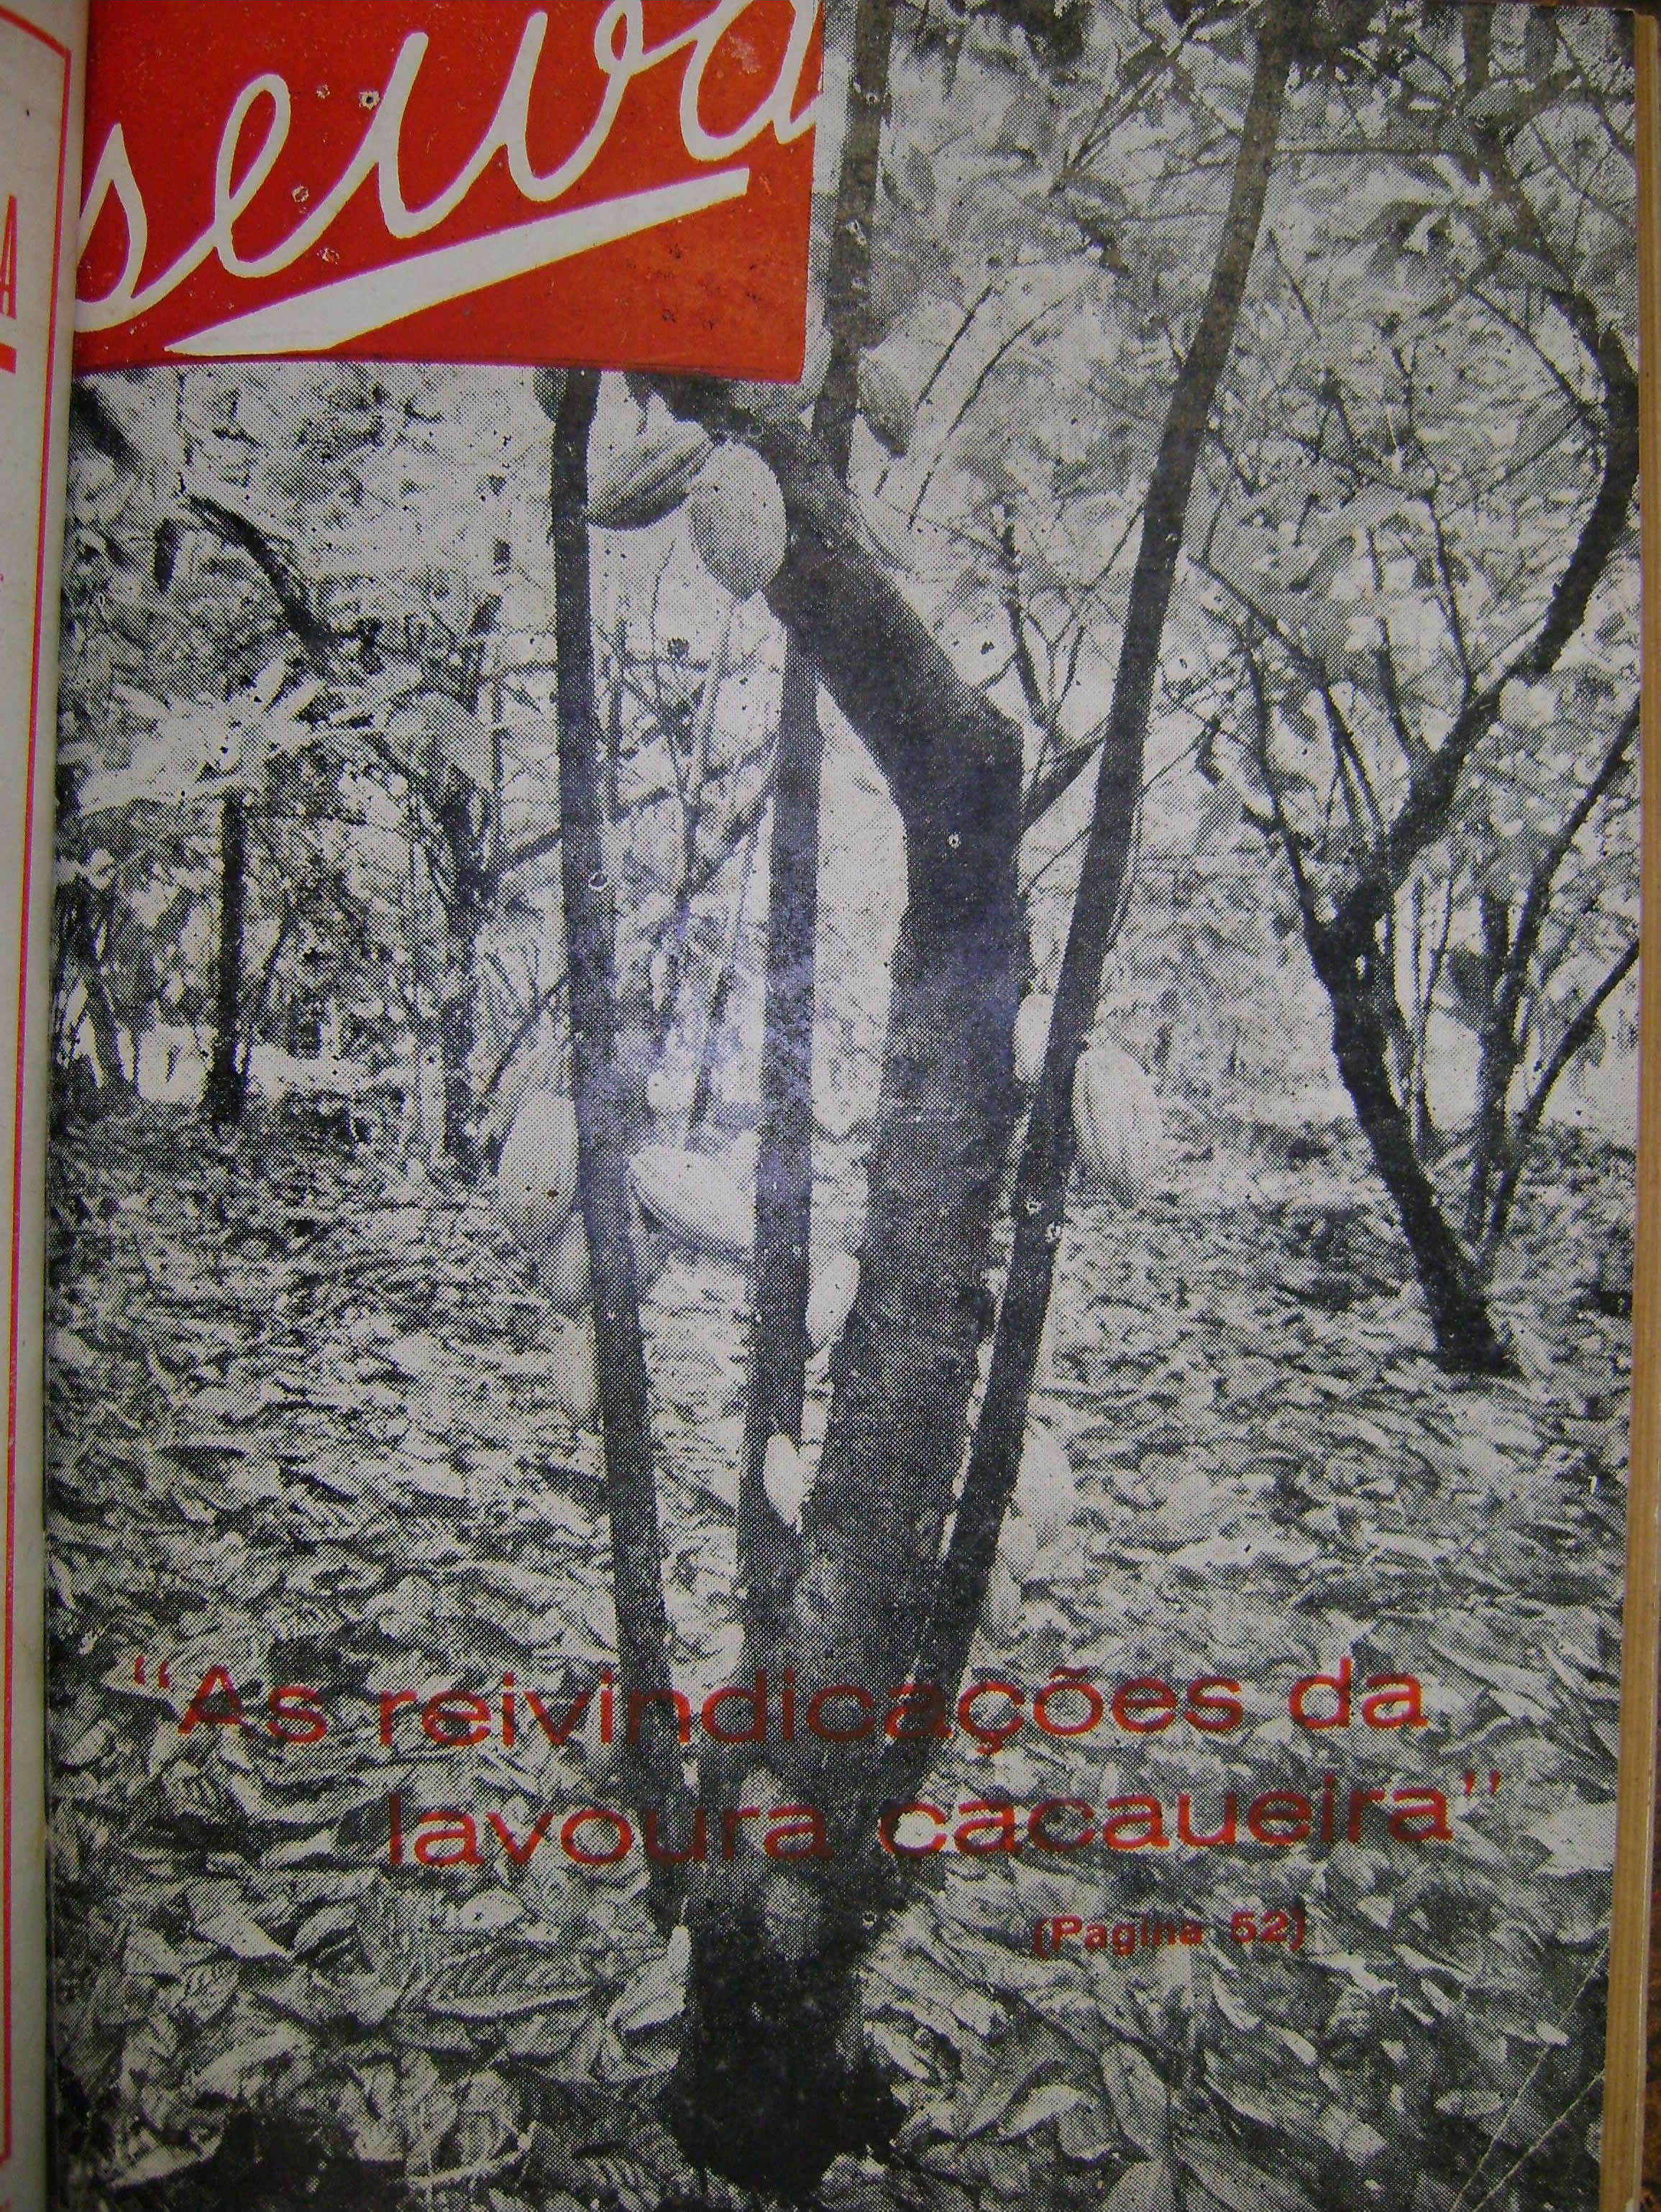 seiva
"As reivindicações da
lavoura cacaueira"
(Pagina 52)
A